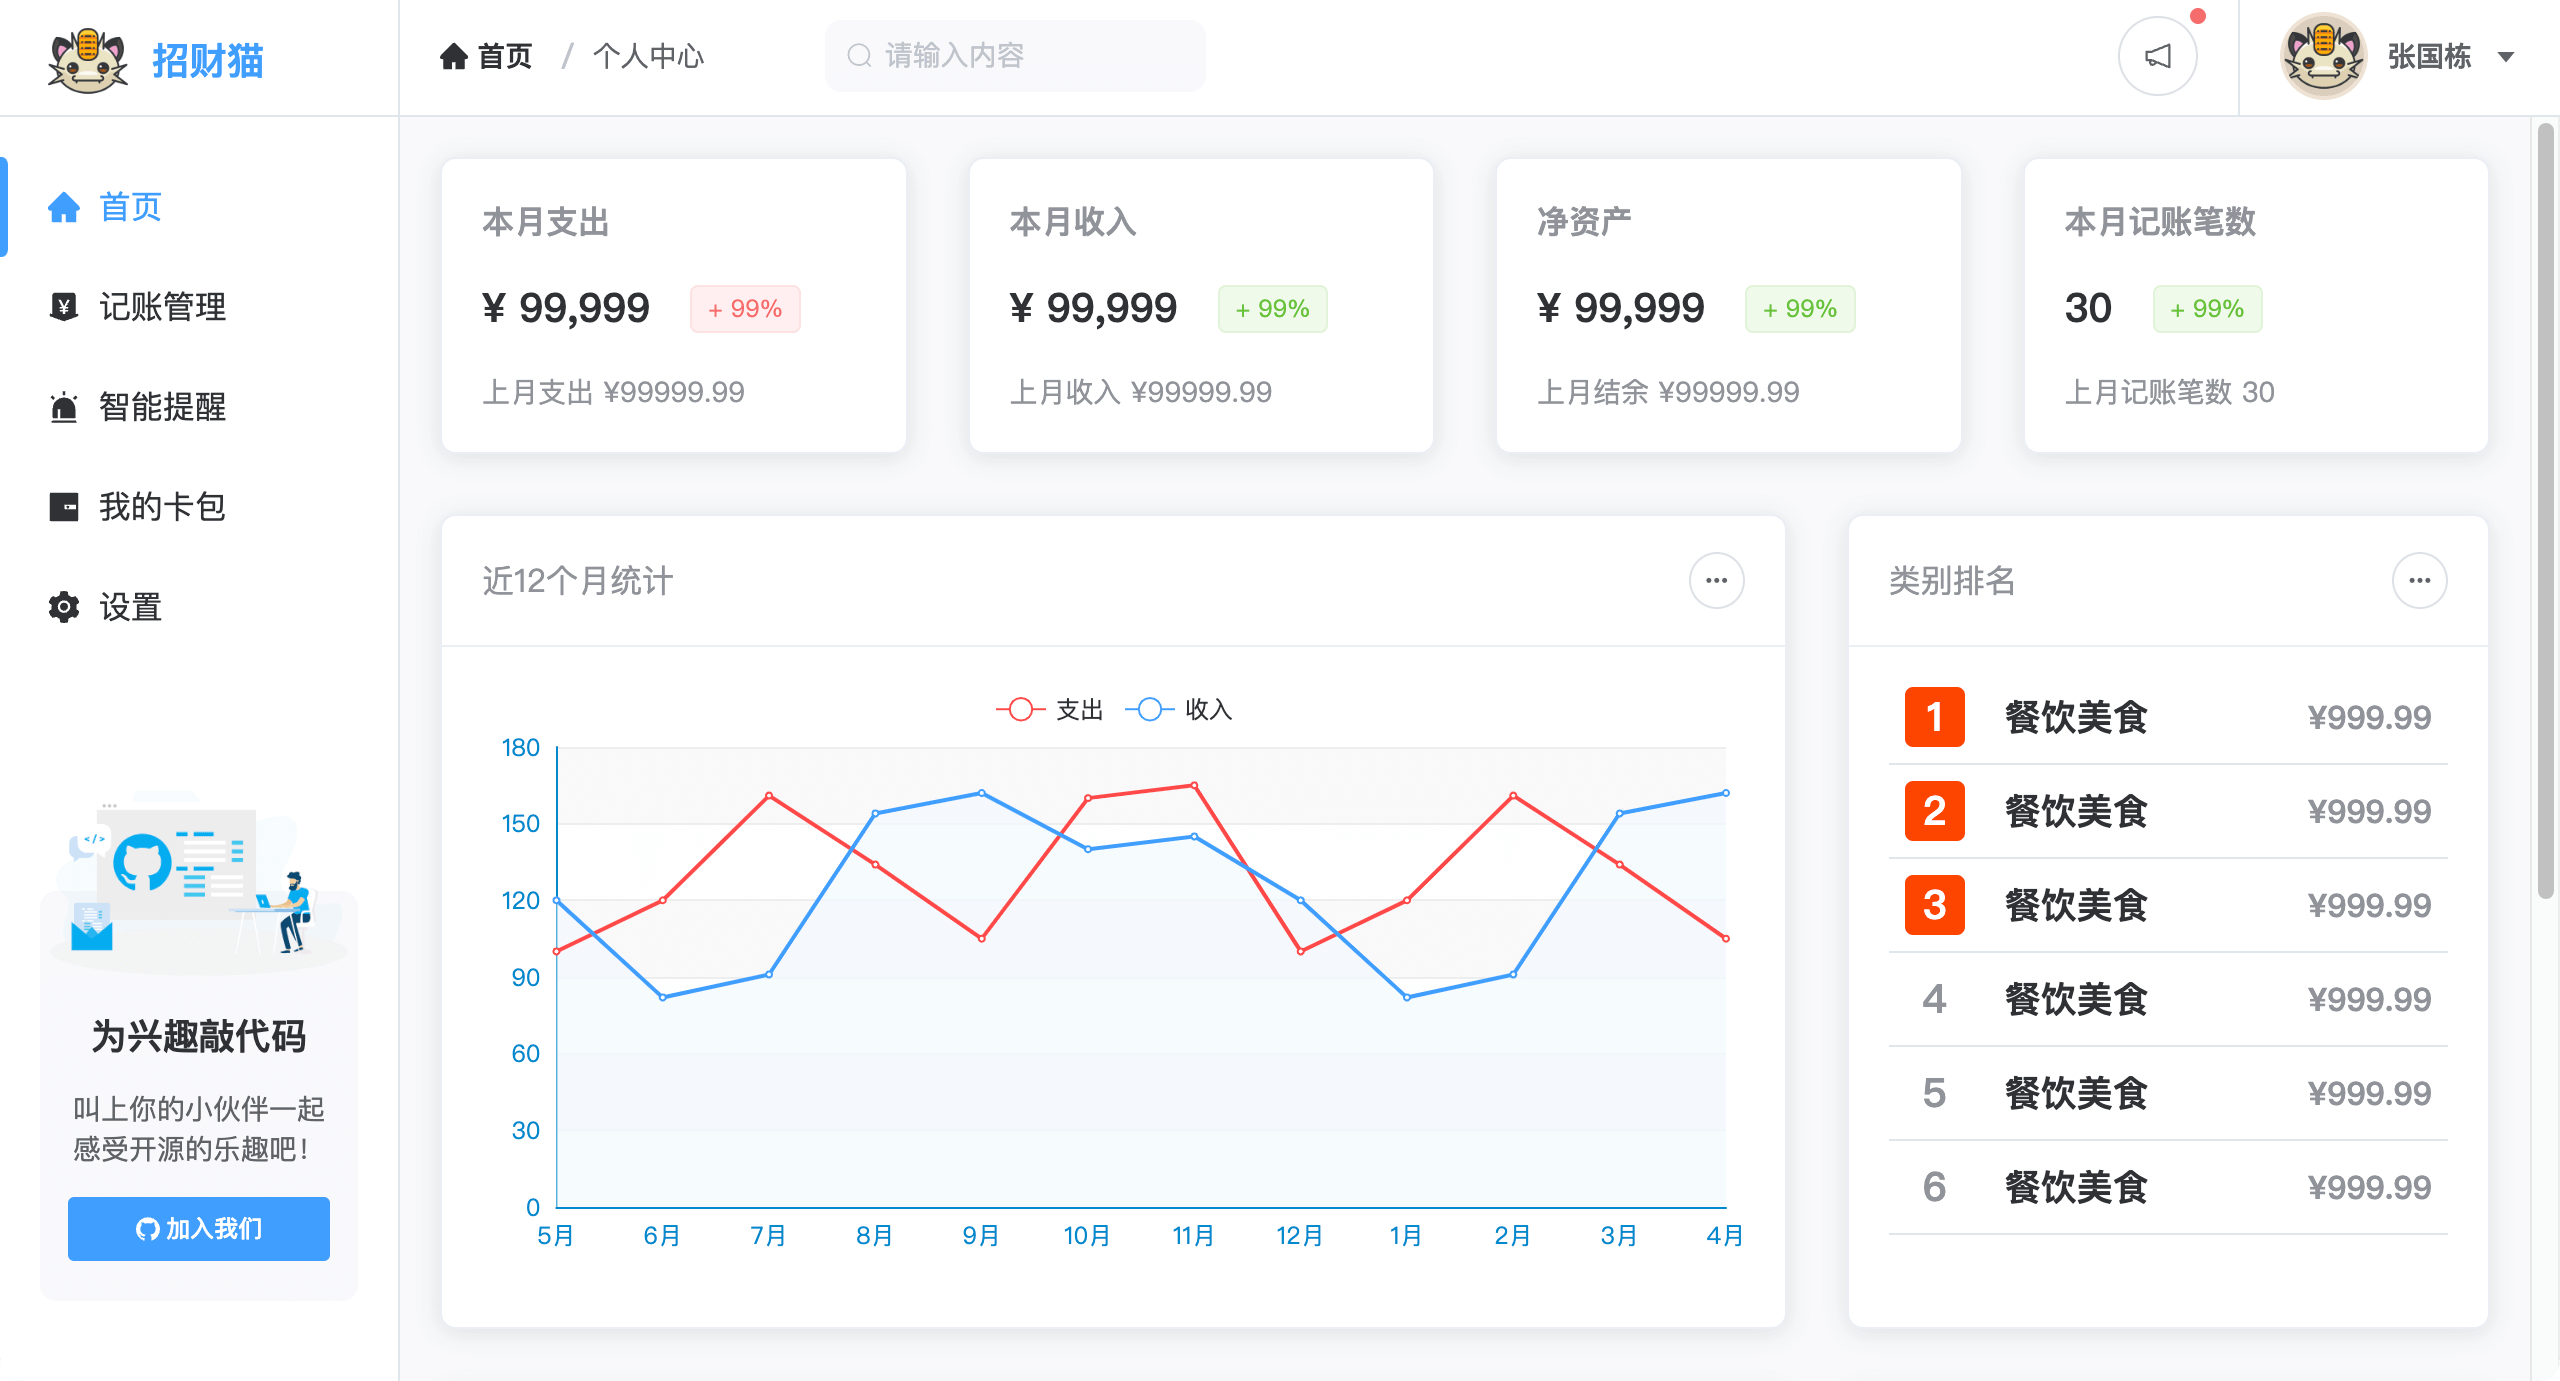 招财猫
首页 / 个人中心
请输入内容
张国栋
首页
记账管理
智能提醒
我的卡包
设置
</>
为兴趣敲代码
叫上你的小伙伴一起
感受开源的乐趣吧！
加入我们
本月支出
¥ 99,999
+ 99%
上月支出 ¥99999.99
本月收入
¥ 99,999
+ 99%
上月收入 ¥99999.99
净资产
¥ 99,999
+ 99%
上月结余 ¥99999.99
本月记账笔数
30
+ 99%
上月记账笔数 30
近12个月统计
支出 收入
180
150
120
90
60
30
0
5月 6月 7月 8月 9月 10月 11月 12月 1月 2月 3月 4月
类别排名
1 餐饮美食 ¥999.99
2 餐饮美食 ¥999.99
3 餐饮美食 ¥999.99
4 餐饮美食 ¥999.99
5 餐饮美食 ¥999.99
6 餐饮美食 ¥999.99